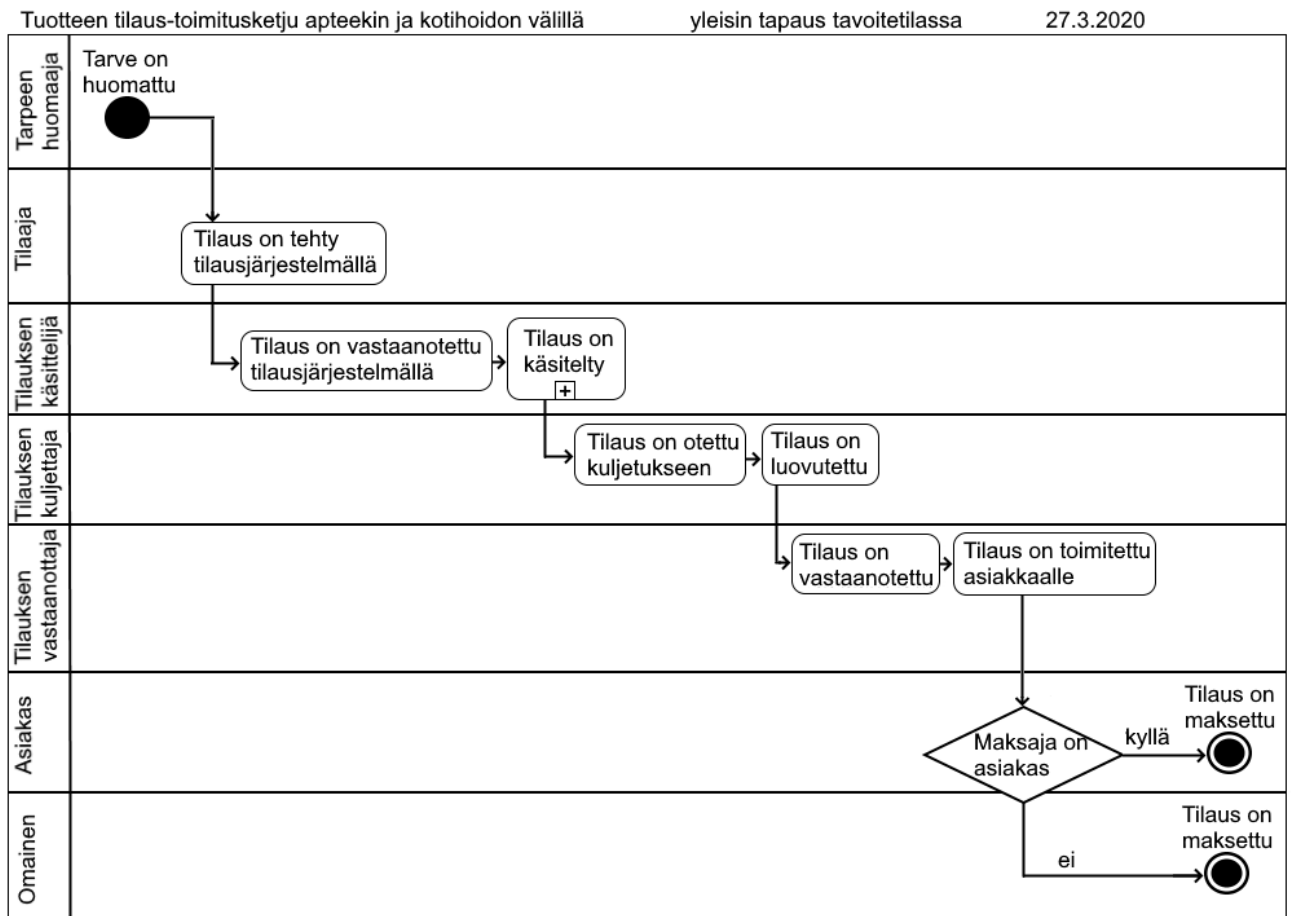 Tuotteen tilaus-toimitusketju apteekin ja kotihoidon välillä yleisin tapaus tavoitetilassa 27.3.2020
Tarpeen
huomaaja
Tarve on
huomattu
Tilaaja
Tilaus on tehty
tilausjärjestelmällä
Tilauksen
käsittelijä
Tilaus on vastaanotettu
tilausjärjestelmällä
Tilaus on
käsitelty
+
Tilauksen
kuljettaja
Tilaus on otettu
kuljetukseen
Tilaus on
luovutettu
Tilauksen
vastaanottaja
Tilaus on
vastaanotettu
Tilaus on toimitettu
asiakkaalle
Asiakas
Maksaja on
asiakas
kyllä
Tilaus on
maksettu
Omainen
ei
Tilaus on
maksettu